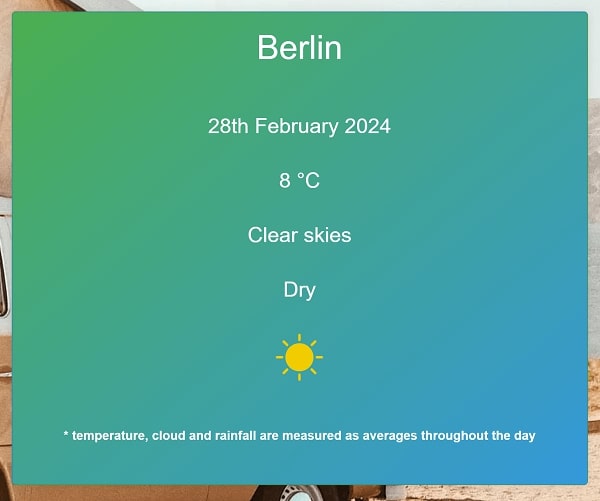 Berlin
28th February 2024
8 °C
Clear skies
Dry
* temperature, cloud and rainfall are measured as averages throughout the day